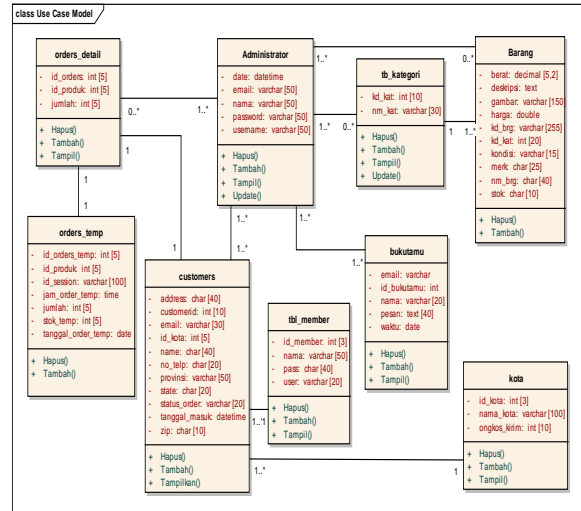 class Use Case Model
orders_detail
- id_orders: int [5]
- id_produk: int [5]
- jumlah: int [5]
+ Hapus()
+ Tambah()
+ Tampil()
Administrator
- date: datetime
- email: varchar [50]
- nama: varchar [50]
- password: varchar [50]
- username: varchar [50]
+ Hapus()
+ Tambah()
+ Tampil()
+ Update()
tb_kategori
- kd_kat: int [10]
- nm_kat: varchar [30]
+ Hapus()
+ Tambah()
+ Tampil()
+ Update()
Barang
- berat: decimal [5,2]
- deskripsi: text
- gambar: varchar [150]
- harga: double
- kd_brg: varchar [255]
- kd_kat: int [20]
- kondisi: varchar [15]
- merk: char [25]
- nm_brg: char [40]
- stok: char [10]
+ Hapus()
+ Tambah()
1..*
0..*
0..*
1..*
1..*
0..*
1
1..*
1
1
1
1
1..*
1..*
1..*
1..*
orders_temp
- id_orders_temp: int [5]
- id_produk: int [5]
- id_session: varchar [100]
- jam_order_temp: time
- jumlah: int [5]
- stok_temp: int [5]
- tanggal_order_temp: date
+ Hapus()
+ Tambah()
customers
- address: char [40]
- customerid: int [10]
- email: varchar [30]
- id_kota: int [5]
- name: char [40]
- no_telp: char [20]
- provinsi: varchar [50]
- state: char [20]
- status_order: varchar [20]
- tanggal_masuk: datetime
- zip: char [10]
+ Hapus()
+ Tambah()
+ Tampilkan()
bukutamu
- email: varchar
- id_bukutamu: int
- nama: varchar [20]
- pesan: text [40]
- waktu: date
+ Hapus()
+ Tambah()
+ Tampil()
tbl_member
- id_member: int [3]
- nama: varchar [50]
- pass: char [40]
- user: varchar [20]
+ Hapus()
+ Tambah()
+ Tampil()
1..*1
kota
- id_kota: int [3]
- nama_kota: varchar [100]
- ongkos_kirim: int [10]
+ Hapus()
+ Tambah()
+ Tampil()
1..*
1